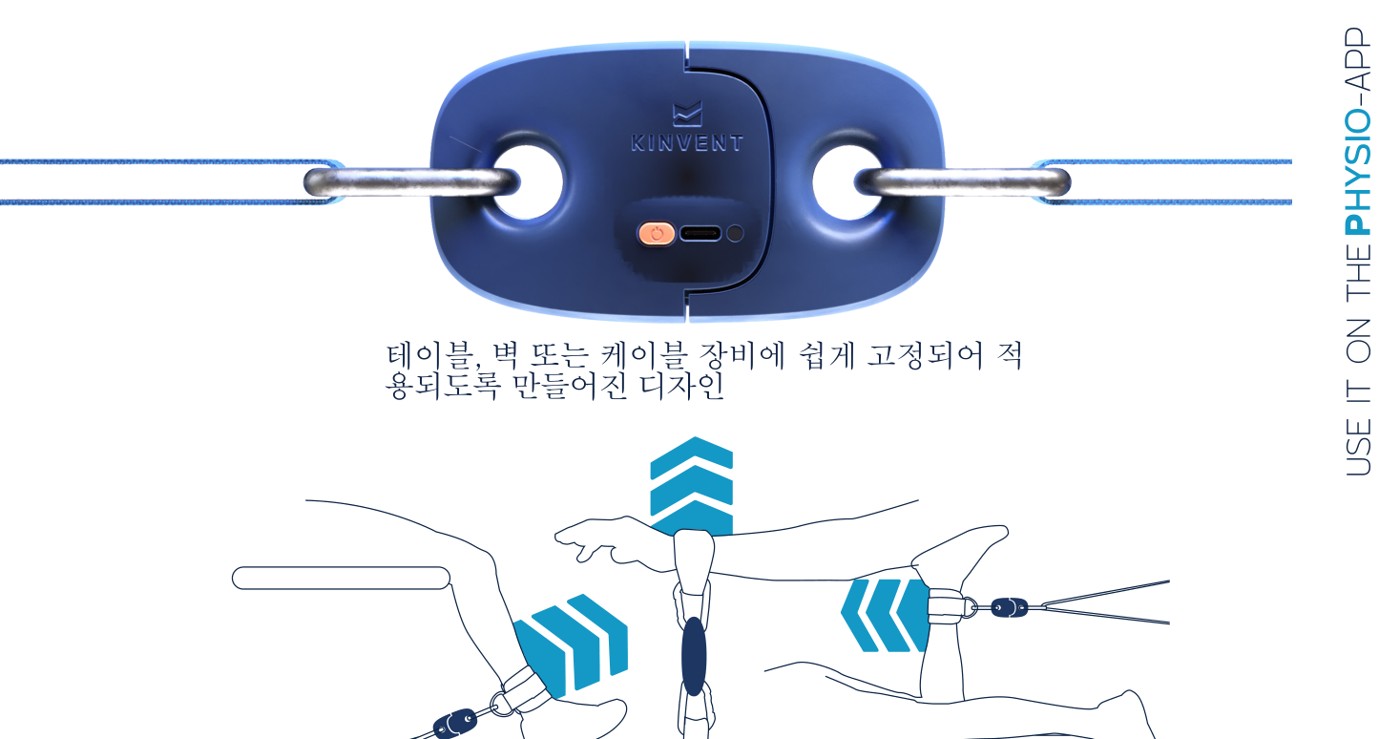 KINVENT
테이블, 벽 또는 케이블 장비에 쉽게 고정되어 적
용되도록 만들어진 디자인
USE IT ON THE PHYSIO-APP